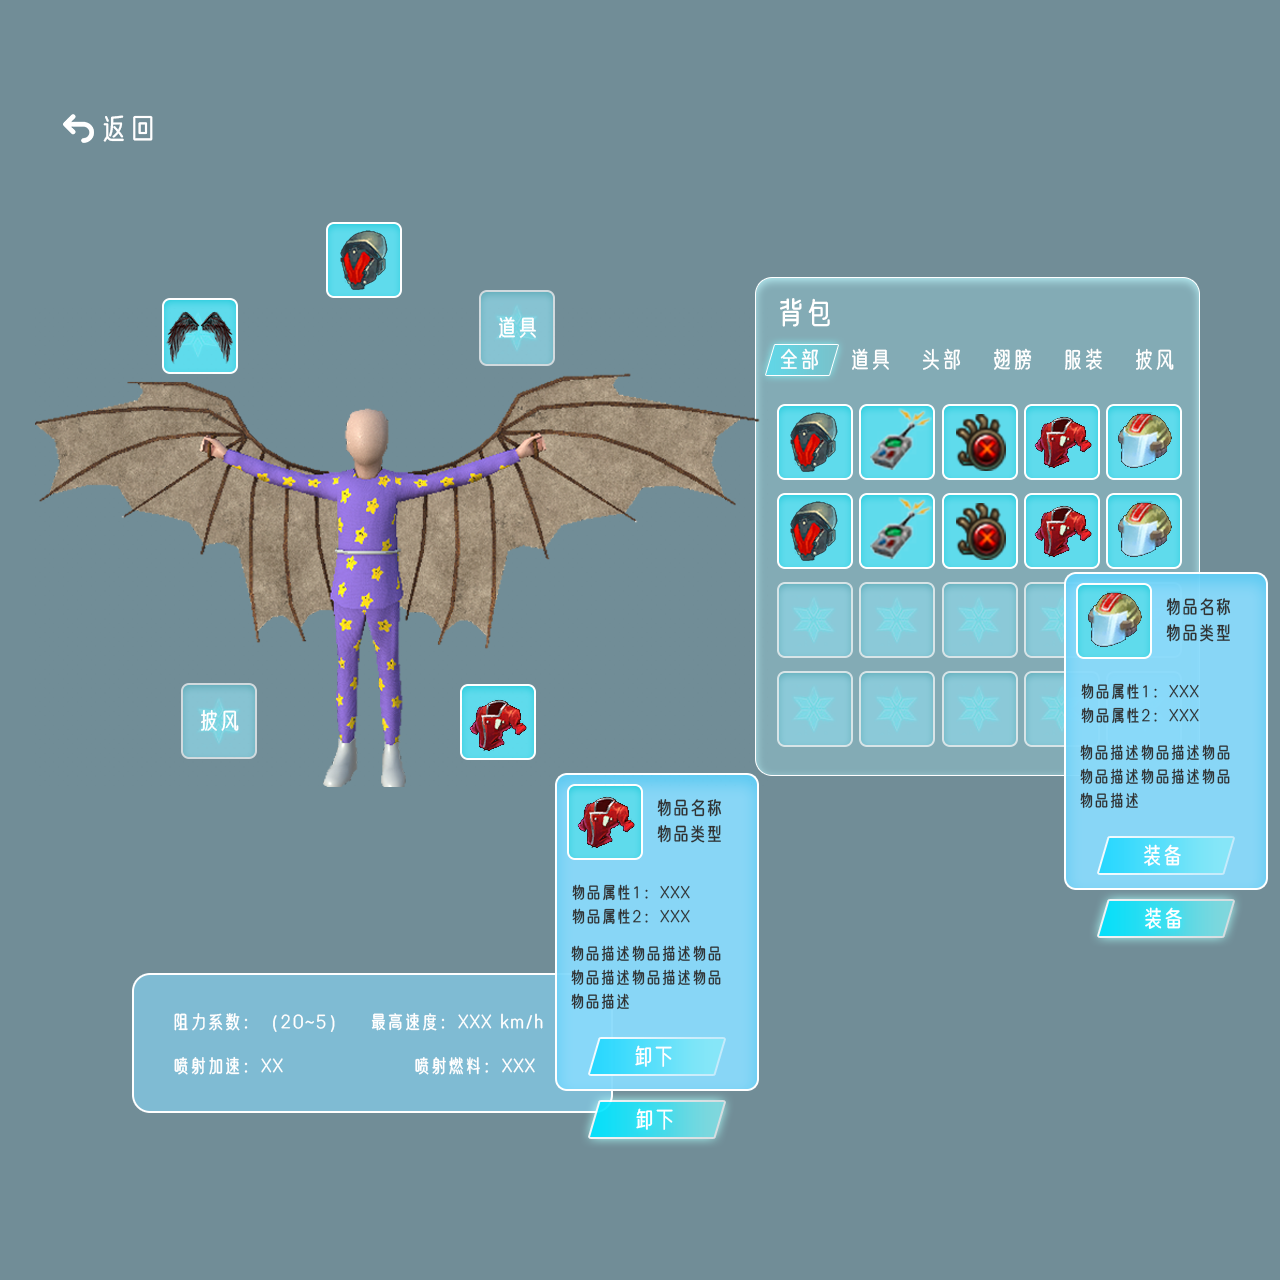 返回
道具
背包
全部 道具 头部 翅膀 服装 披风
披风
物品名称
物品类型
物品属性1： XXX
物品属性2： XXX
物品描述物品描述物品
物品描述物品描述物品
物品描述
装备
装备
物品名称
物品类型
物品属性1： XXX
物品属性2： XXX
物品描述物品描述物品
物品描述物品描述物品
物品描述
卸下
卸下
阻力系数：（20~5） 最高速度：XXX km/h
喷射加速：XX 喷射燃料：XXX